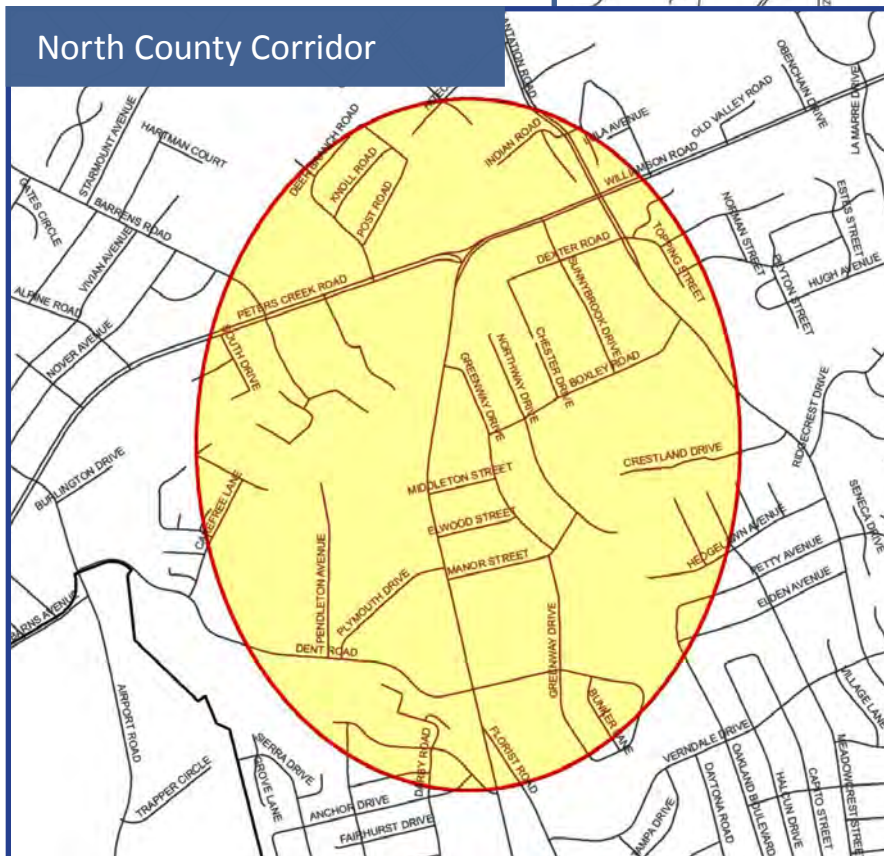 North County Corridor
ANTATION ROAD
OBENCHAIN DRIVE
LA MARRE DRIVE
OLD VALLEY ROAD
STARMOUNT AVENUE
HARTMAN COURT
DEER BRANCH ROAD
KNOLL ROAD
POST ROAD
INDIAN ROAD
WILLIAMSON ROAD
GATES CIRCLE
BARRENS ROAD
VIVIAN AVENUE
NORMAN STREET
ESTES STREET
TOPPING STREET
DEXTER ROAD
SUNNYBROOK DRIVE
PEYTON STREET
HUGH AVENUE
ALPINE ROAD
PETERS CREEK ROAD
NOVER AVENUE
SOUTH DRIVE
GREENWAY DRIVE
NORTHWAY DRIVE
CHESTER DRIVE
BOXLEY ROAD
RIDGECREST DRIVE
CRESTLAND DRIVE
BURLINGTON DRIVE
MIDDLETON STREET
SENECA DRIVE
CAREFREE LANE
ELWOOD STREET
HEDGELAWN AVENUE
PETTY AVENUE
MANOR STREET
PENDLETON AVENUE
PLYMOUTH DRIVE
ELDEN AVENUE
DENT ROAD
GREENWAY DRIVE
BUNKER LANE
VILLAGE LANE
AIRPORT ROAD
SIERRA DRIVE
GROVE LANE
DARBY ROAD
FLORIST ROAD
VERNDALE DRIVE
TRAPPER CIRCLE
ANCHOR DRIVE
FAIRHURST DRIVE
TAMPA DRIVE
DAYTONA ROAD
OAKLAND BOULEVARD
HALCUN DRIVE
CAPITO STREET
MEADOWCREST STREET